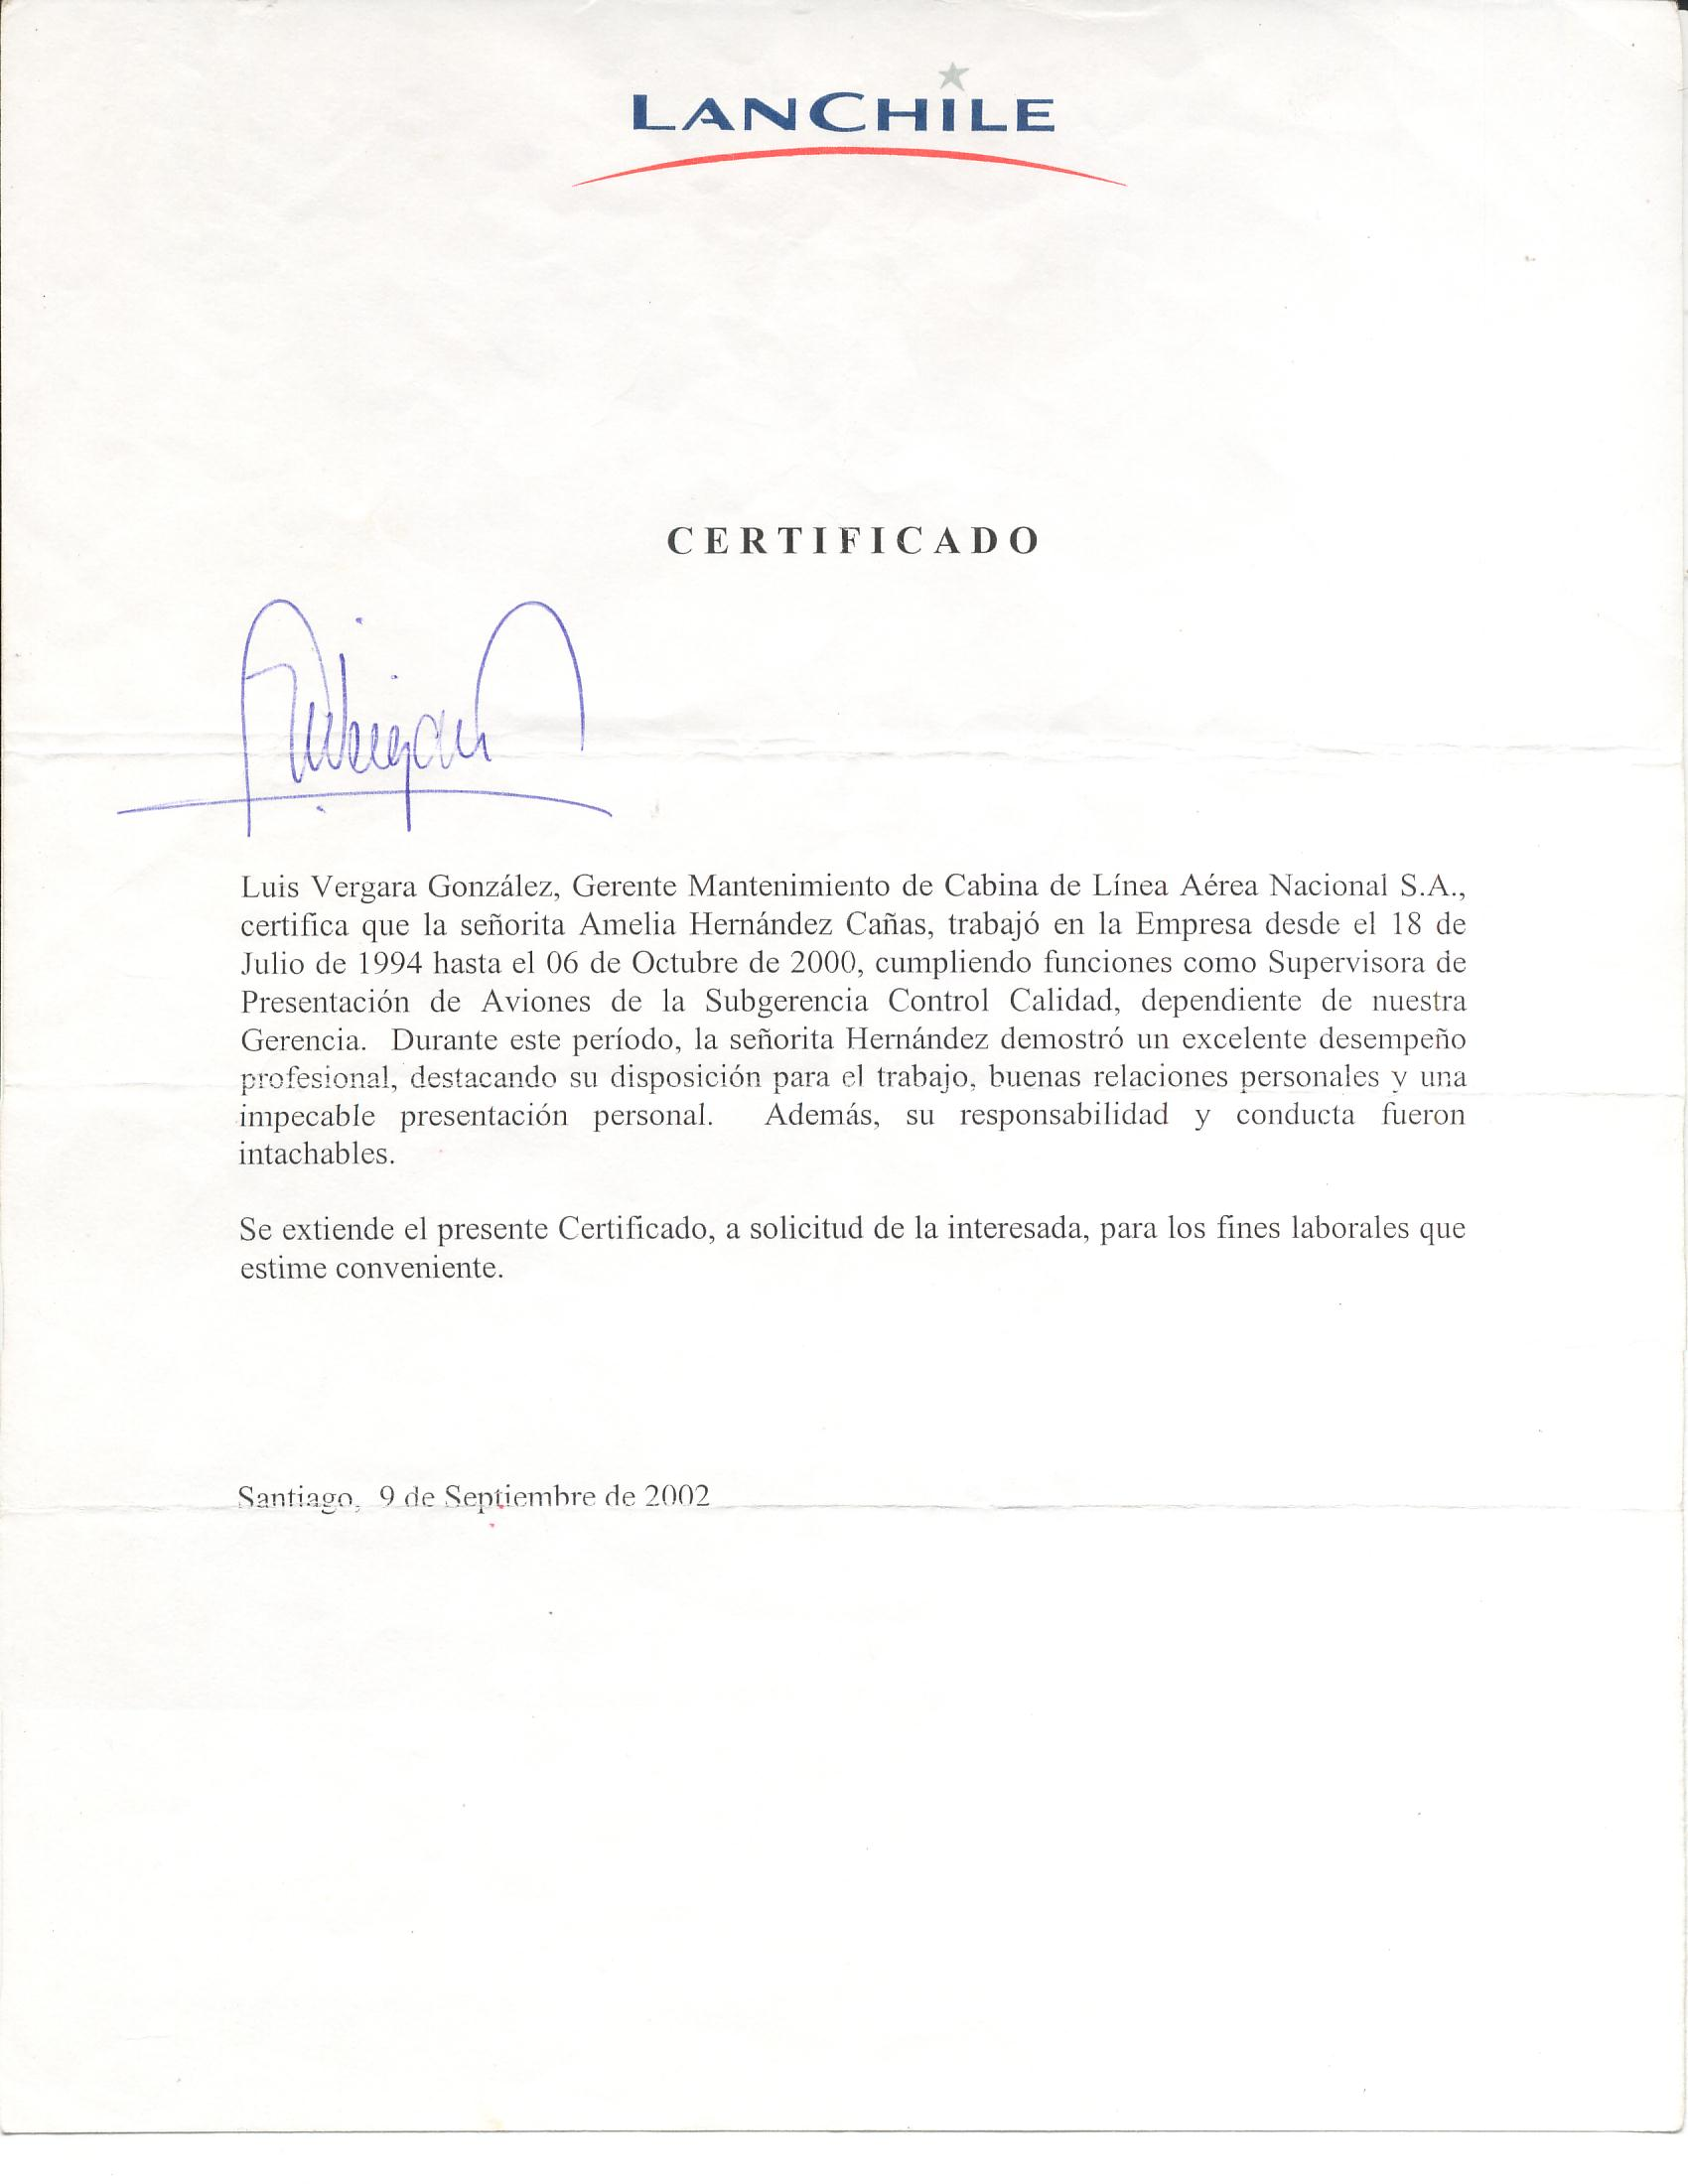 LANCHILE
CERTIFICADO
Luis Vergara González, Gerente Mantenimiento de Cabina de Línea Aérea Nacional S.A.,
certifica que la señorita Amelia Hernández Cañas, trabajó en la Empresa desde el 18 de
Julio de 1994 hasta el 06 de Octubre de 2000, cumpliendo funciones como Supervisora de
Presentación de Aviones de la Subgerencia Control Calidad, dependiente de nuestra
Gerencia. Durante este período, la señorita Hernández demostró un excelente desempeño
profesional, destacando su disposición para el trabajo, buenas relaciones personales y una
impecable presentación personal. Además, su responsabilidad y conducta fueron
intachables.
Se extiende el presente Certificado, a solicitud de la interesada, para los fines laborales que
estime conveniente.
Santiago, 9 de Septiembre de 2002